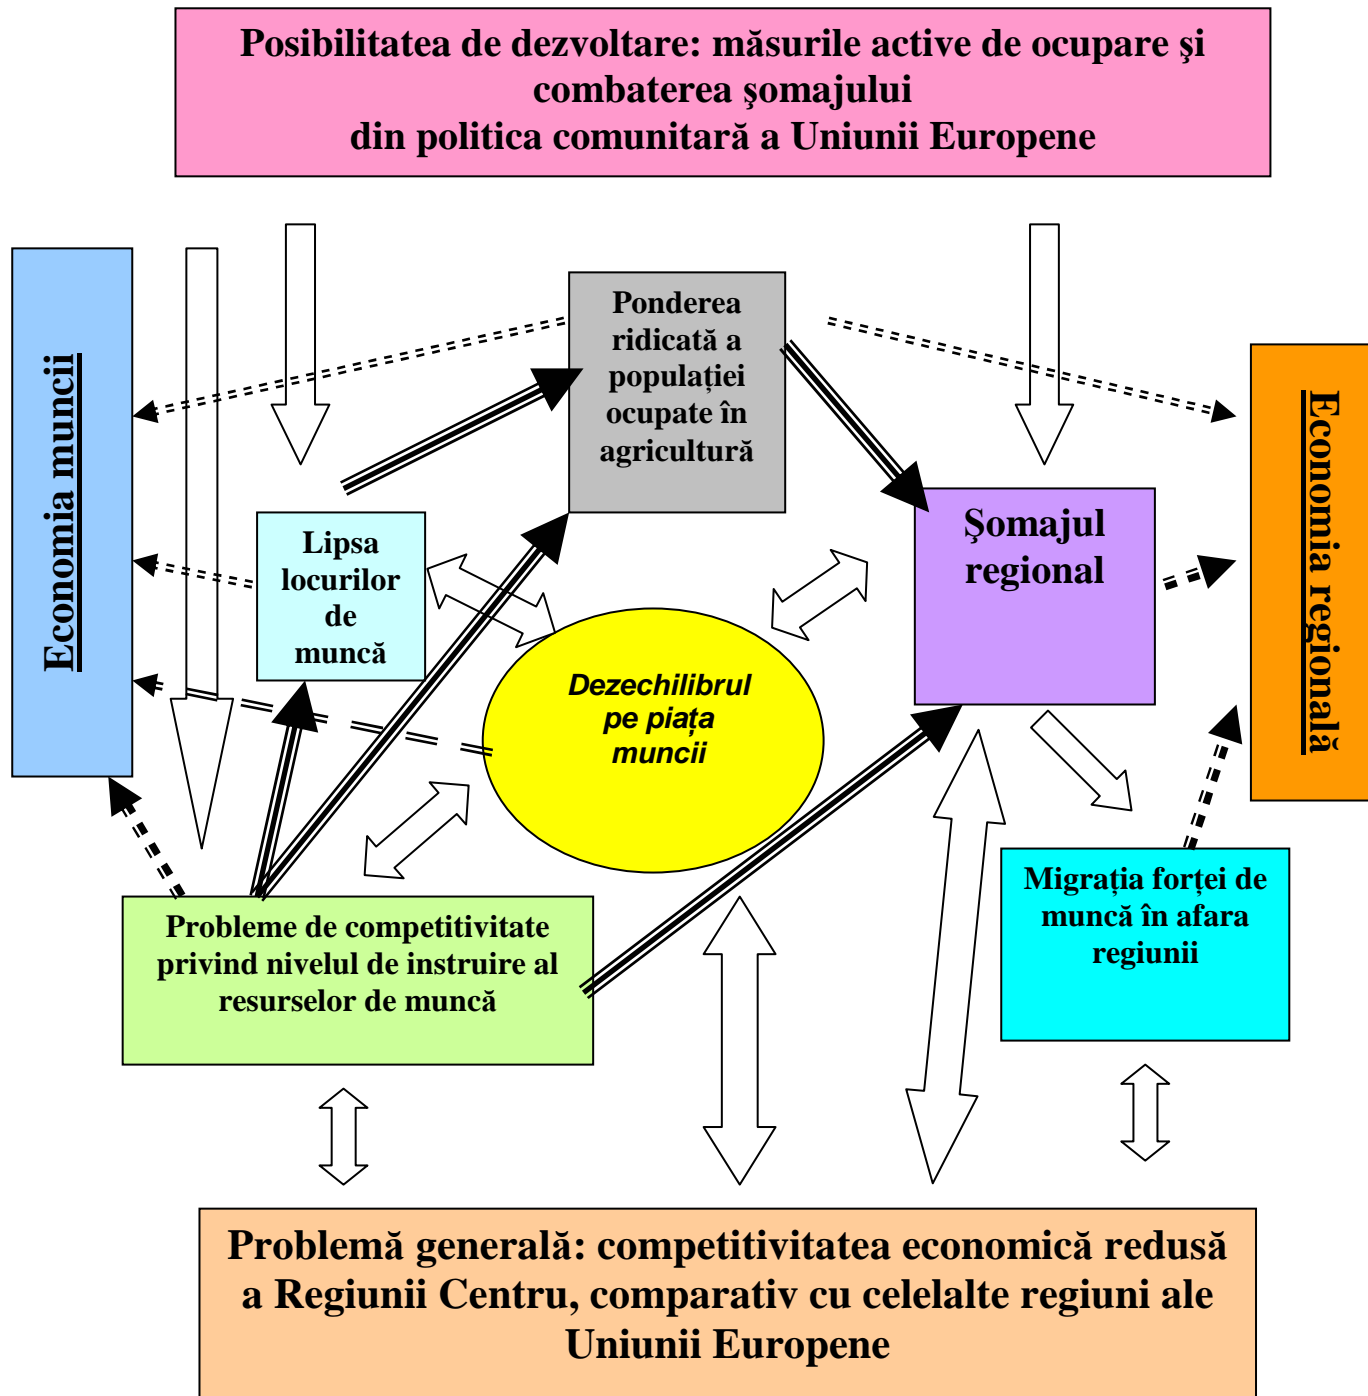 Posibilitatea de dezvoltare: măsurile active de ocupare şi
combaterea şomajului
din politica comunitară a Uniunii Europene
Economia muncii
Ponderea
ridicată a
populației
ocupate în
agricultură
Economia regională
Şomajul
regional
Lipsa
locurilor
de
muncă
Dezechilibrul
pe piața
muncii
Migrația forței de
muncă în afara
regiunii
Probleme de competitivitate
privind nivelul de instruire al
resurselor de muncă
Problemă generală: competitivitatea economică redusă
a Regiunii Centru, comparativ cu celelalte regiuni ale
Uniunii Europene